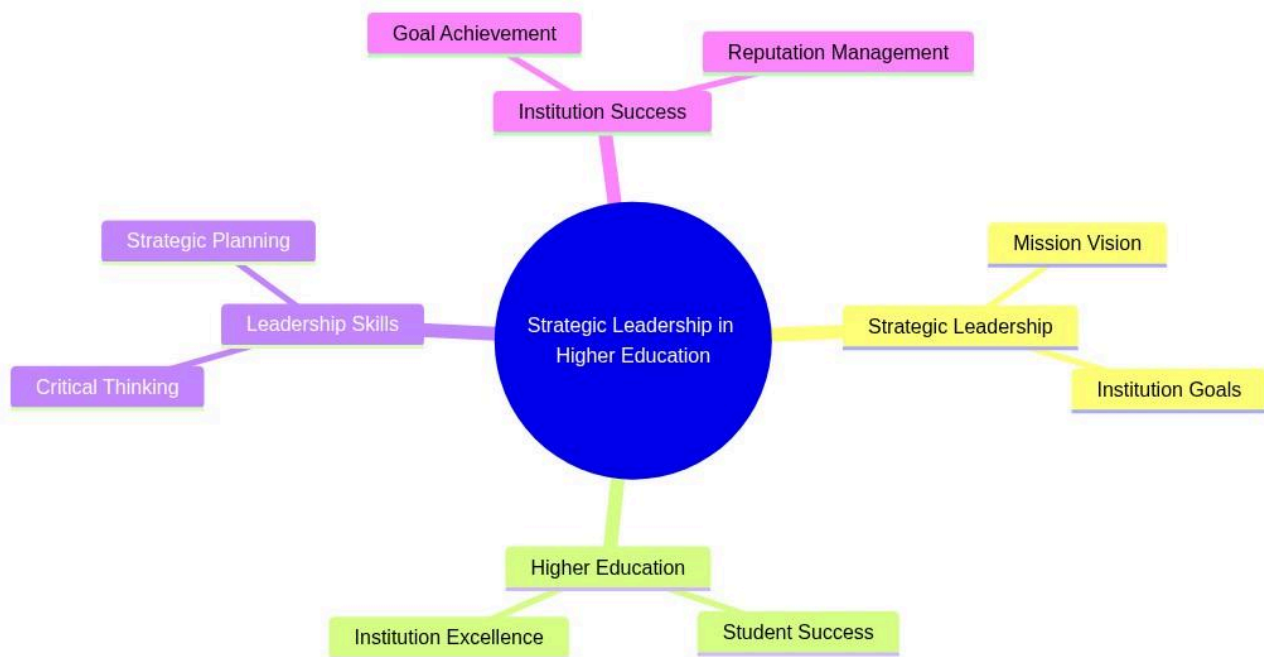 Goal Achievement
Reputation Management
Institution Success
Strategic Planning
Mission Vision
Leadership Skills
Strategic Leadership in
Higher Education
Strategic Leadership
Critical Thinking
Institution Goals
Higher Education
Institution Excellence
Student Success